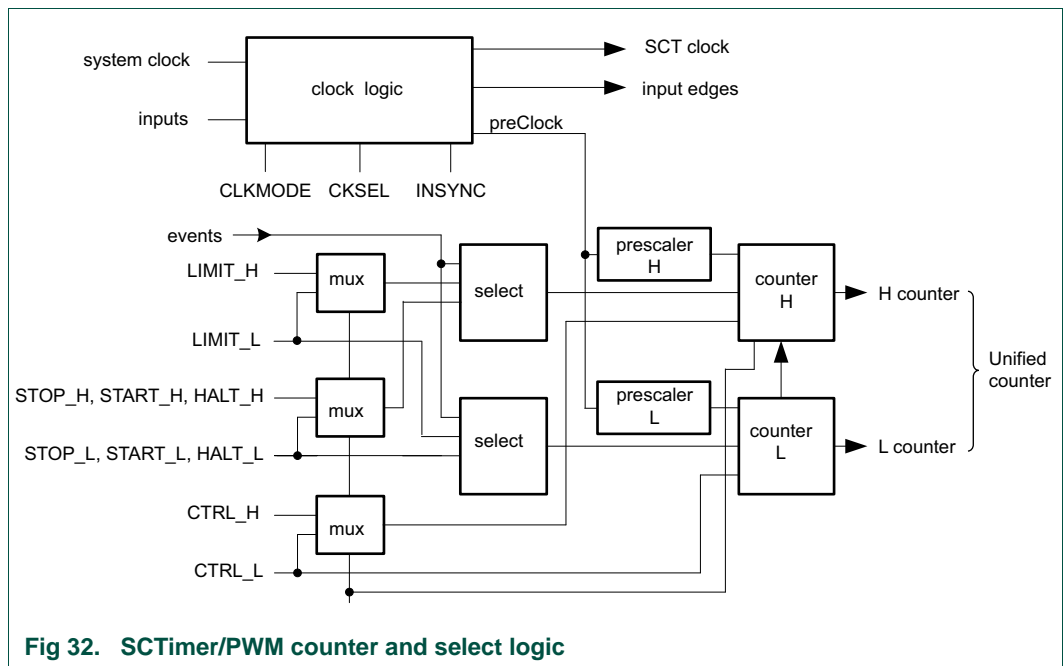 system clock
inputs
clock logic
SCT clock
input edges
preClock
CLKMODE
CKSEL
INSYNC
events
LIMIT_H
mux
LIMIT_L
select
prescaler
H
counter
H
H counter
STOP_H, START_H, HALT_H
mux
STOP_L, START_L, HALT_L
select
prescaler
L
counter
L
L counter
Unified
counter
CTRL_H
mux
CTRL_L
Fig 32. SCTimer/PWM counter and select logic